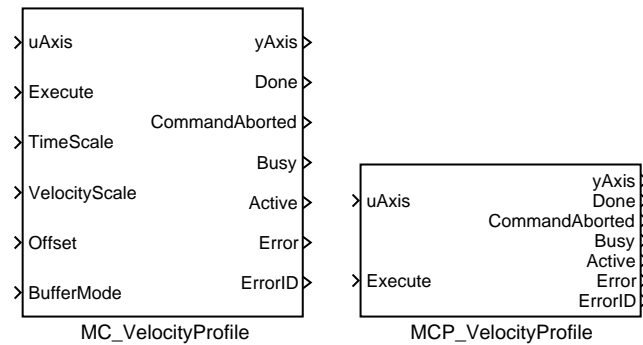 uAxis
Execute
TimeScale
VelocityScale
Offset
BufferMode
yAxis
Done
CommandAborted
Busy
Active
Error
ErrorID
MC_VelocityProfile
uAxis
Execute
yAxis
Done
CommandAborted
Busy
Active
Error
ErrorID
MCP_VelocityProfile